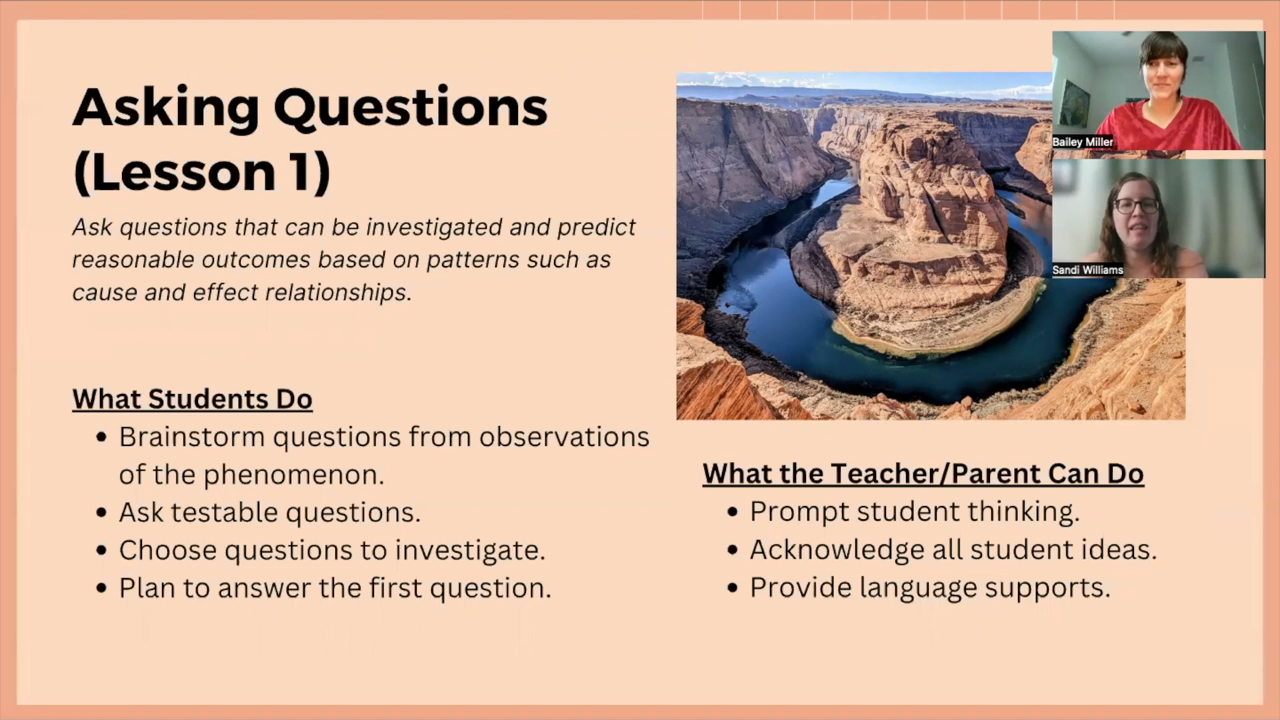 Asking Questions
(Lesson 1)
Ask questions that can be investigated and predict
reasonable outcomes based on patterns such as
cause and effect relationships.
What Students Do
• Brainstorm questions from observations
of the phenomenon.
• Ask testable questions.
• Choose questions to investigate.
• Plan to answer the first question.
What the Teacher/Parent Can Do
• Prompt student thinking.
• Acknowledge all student ideas.
• Provide language supports.
Bailey Miller
Sandi Williams